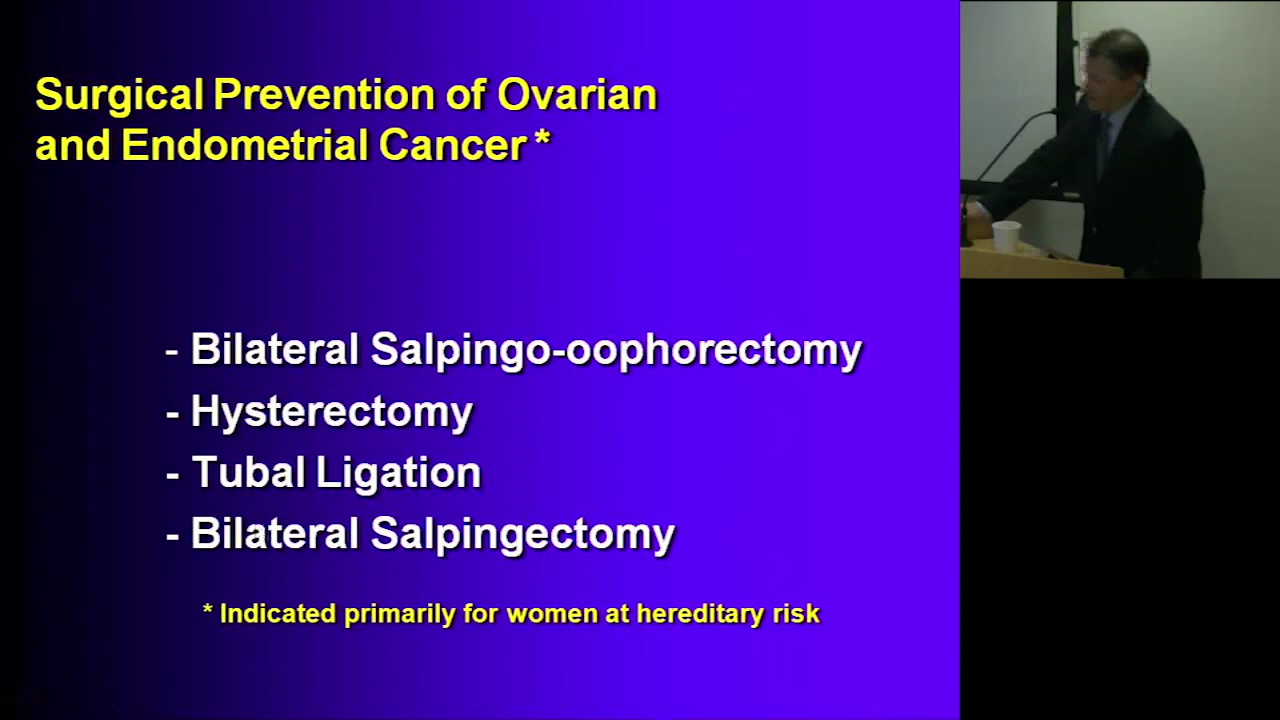 Surgical Prevention of Ovarian
and Endometrial Cancer *
- Bilateral Salpingo-oophorectomy
- Hysterectomy
- Tubal Ligation
- Bilateral Salpingectomy
* Indicated primarily for women at hereditary risk